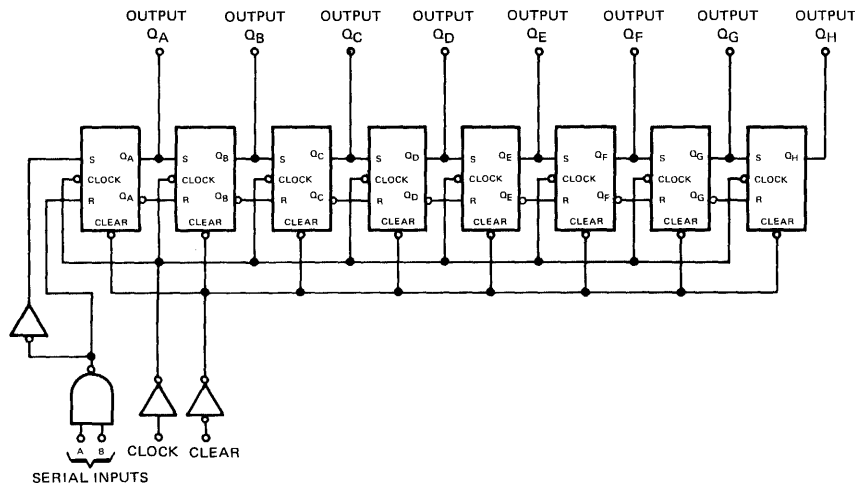 OUTPUT OUTPUT OUTPUT OUTPUT OUTPUT OUTPUT OUTPUT OUTPUT
QA QB QC QD QE QF QG QH
S QA S QB S QC S QD S QE S QF S QG S QH
CLOCK CLOCK CLOCK CLOCK CLOCK CLOCK CLOCK CLOCK
R QA R QB R QC R QD R QE R QF R QG R
CLEAR CLEAR CLEAR CLEAR CLEAR CLEAR CLEAR CLEAR
A B CLOCK CLEAR
SERIAL INPUTS